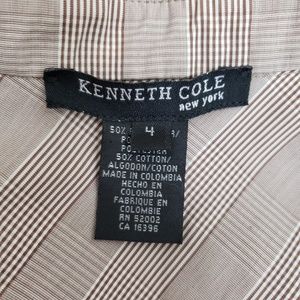 KENNETH COLE
new york
4
50%
POLYESTER
50% COTTON/
ALGODON/COTON
MADE IN COLOMBIA
HECHO EN
COLOMBIA
FABRIQUE EN
COLOMBIE
RN 52002
CA 16396